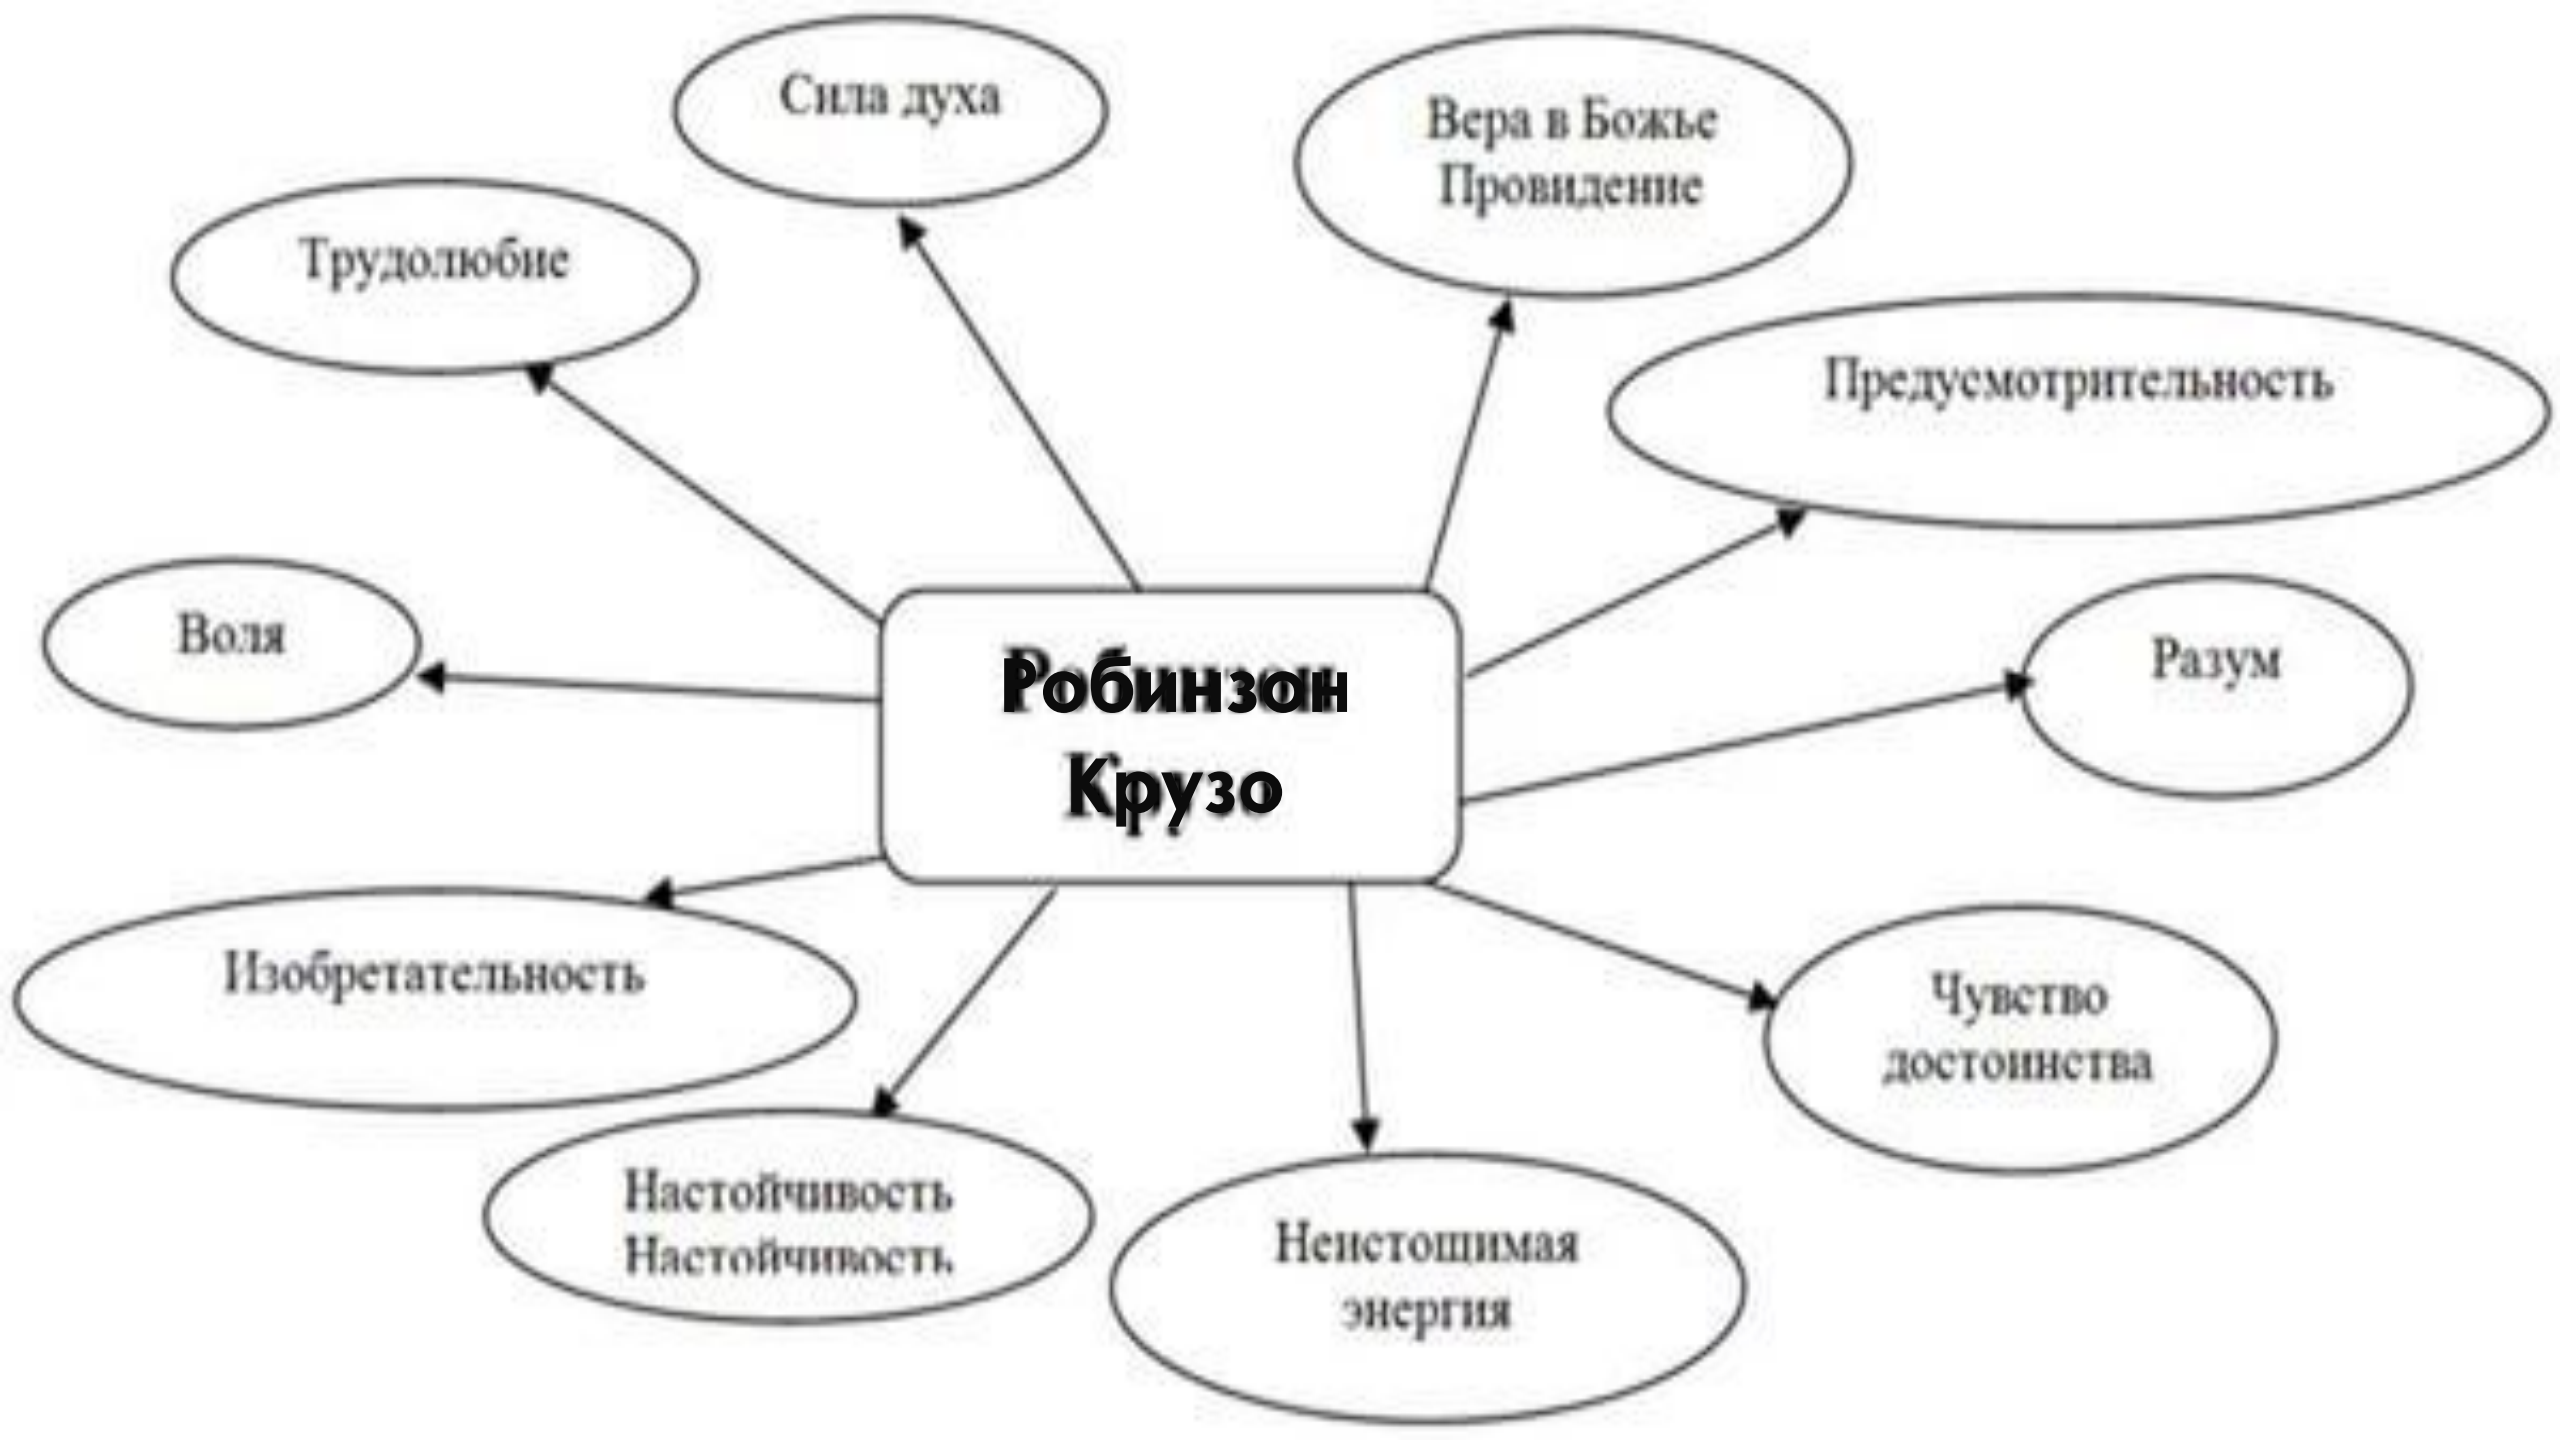 Сила духа
Вера в Божье
Провидение
Трудолюбие
Предусмотрительность
Воля
Разум
Робинзон
Крузо
Изобретательность
Чувство
достоинства
Настойчивость
Настойчивость
Неистощимая
энергия